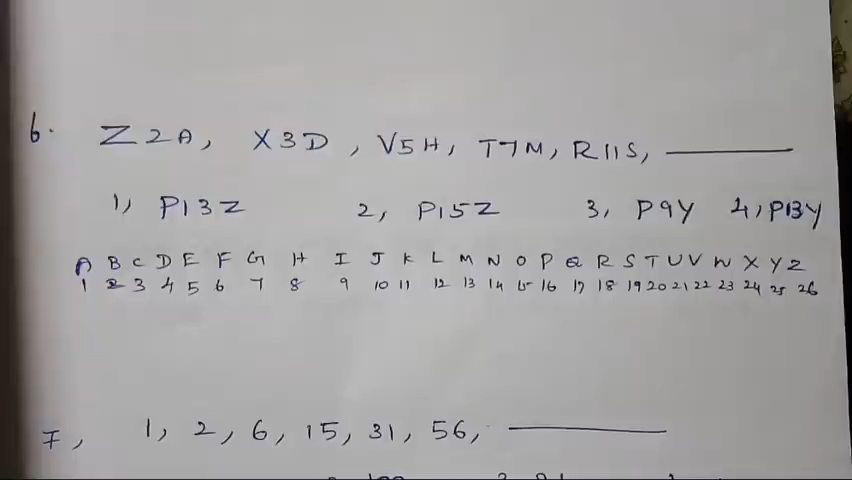 6. Z2A, X3D, V5H, T7M, R11S, ________
1, P13Z 2, P15Z 3, P9Y 4, P13Y
A B C D E F G H I J K L M N O P Q R S T U V W X Y Z
1 2 3 4 5 6 7 8 9 10 11 12 13 14 15 16 17 18 19 20 21 22 23 24 25 26
7, 1, 2, 6, 15, 31, 56, ________